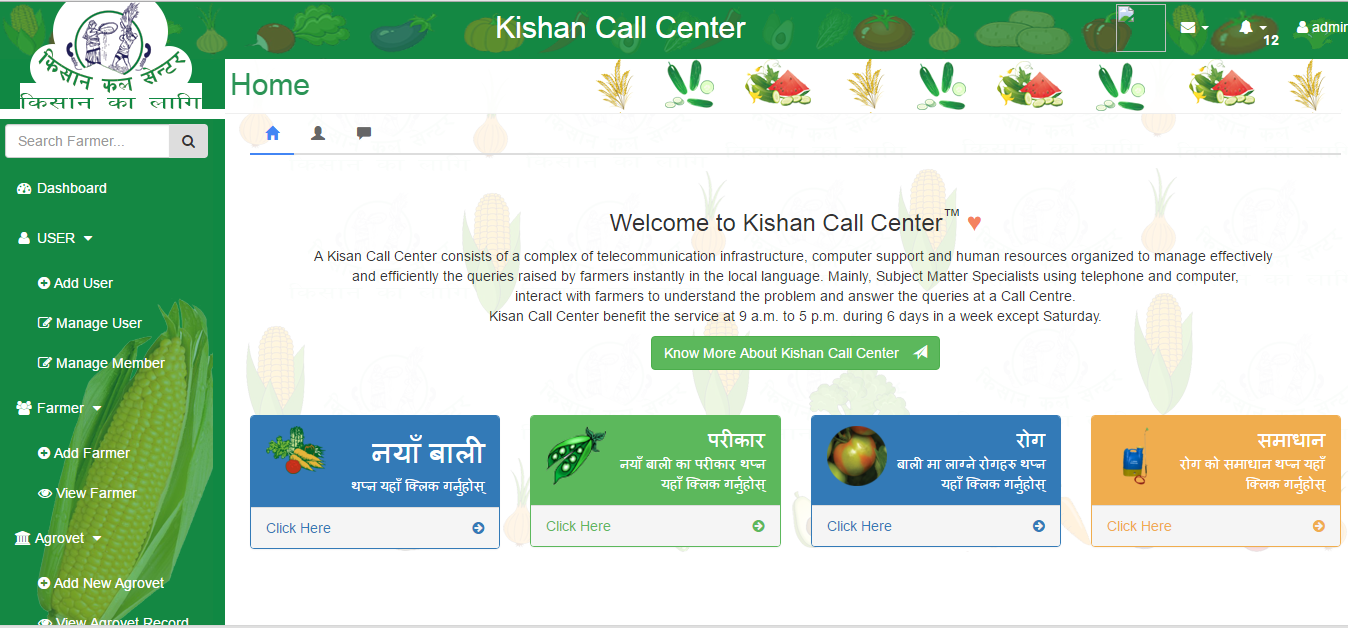 Kishan Call Center
12
admin
किसान कल सेन्टर
किसान का लागि
Home
Search Farmer...
Dashboard
USER
Add User
Manage User
Manage Member
Farmer
Add Farmer
View Farmer
Agrovet
Add New Agrovet
View Agrovet Record
Welcome to Kishan Call Center™ ♥
A Kisan Call Center consists of a complex of telecommunication infrastructure, computer support and human resources organized to manage effectively
and efficiently the queries raised by farmers instantly in the local language. Mainly, Subject Matter Specialists using telephone and computer,
interact with farmers to understand the problem and answer the queries at a Call Centre.
Kisan Call Center benefit the service at 9 a.m. to 5 p.m. during 6 days in a week except Saturday.
Know More About Kishan Call Center
नयाँ बाली
थप्न यहाँ क्लिक गर्नुहोस्
Click Here
परीकार
नयाँ बाली का परीकार थप्न
यहाँ क्लिक गर्नुहोस्
Click Here
रोग
बाली मा लाग्ने रोगहरु थप्न
यहाँ क्लिक गर्नुहोस्
Click Here
समाधान
रोग को समाधान थप्न यहाँ
क्लिक गर्नुहोस्
Click Here